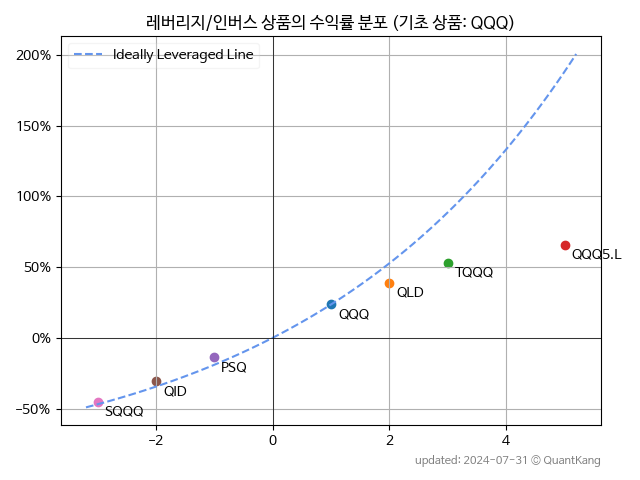 레버리지/인버스 상품의 수익률 분포 (기초 상품: QQQ)
200%
150%
100%
50%
0%
−50%
Ideally Leveraged Line
QQQ5.L
TQQQ
QLD
QQQ
PSQ
QID
SQQQ
−2
0
2
4
updated: 2024-07-31 © QuantKang